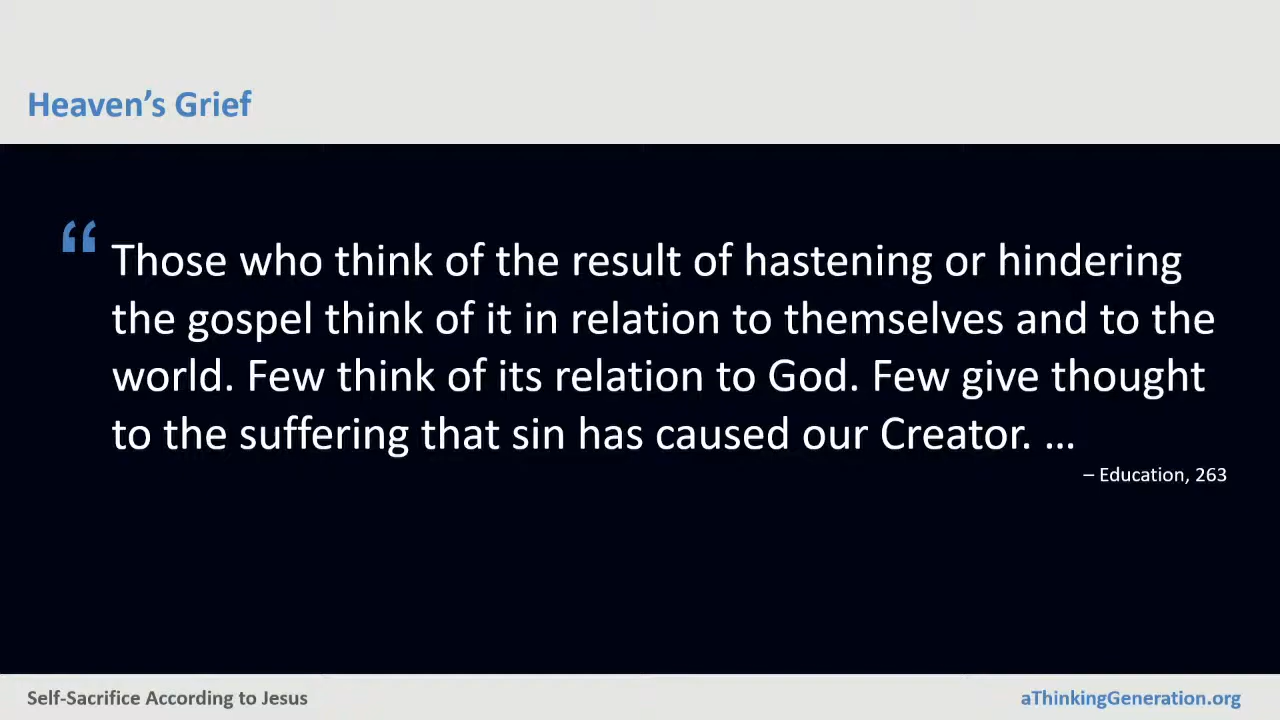 Heaven’s Grief
“ Those who think of the result of hastening or hindering
the gospel think of it in relation to themselves and to the
world. Few think of its relation to God. Few give thought
to the suffering that sin has caused our Creator. …
– Education, 263
Self-Sacrifice According to Jesus
aThinkingGeneration.org